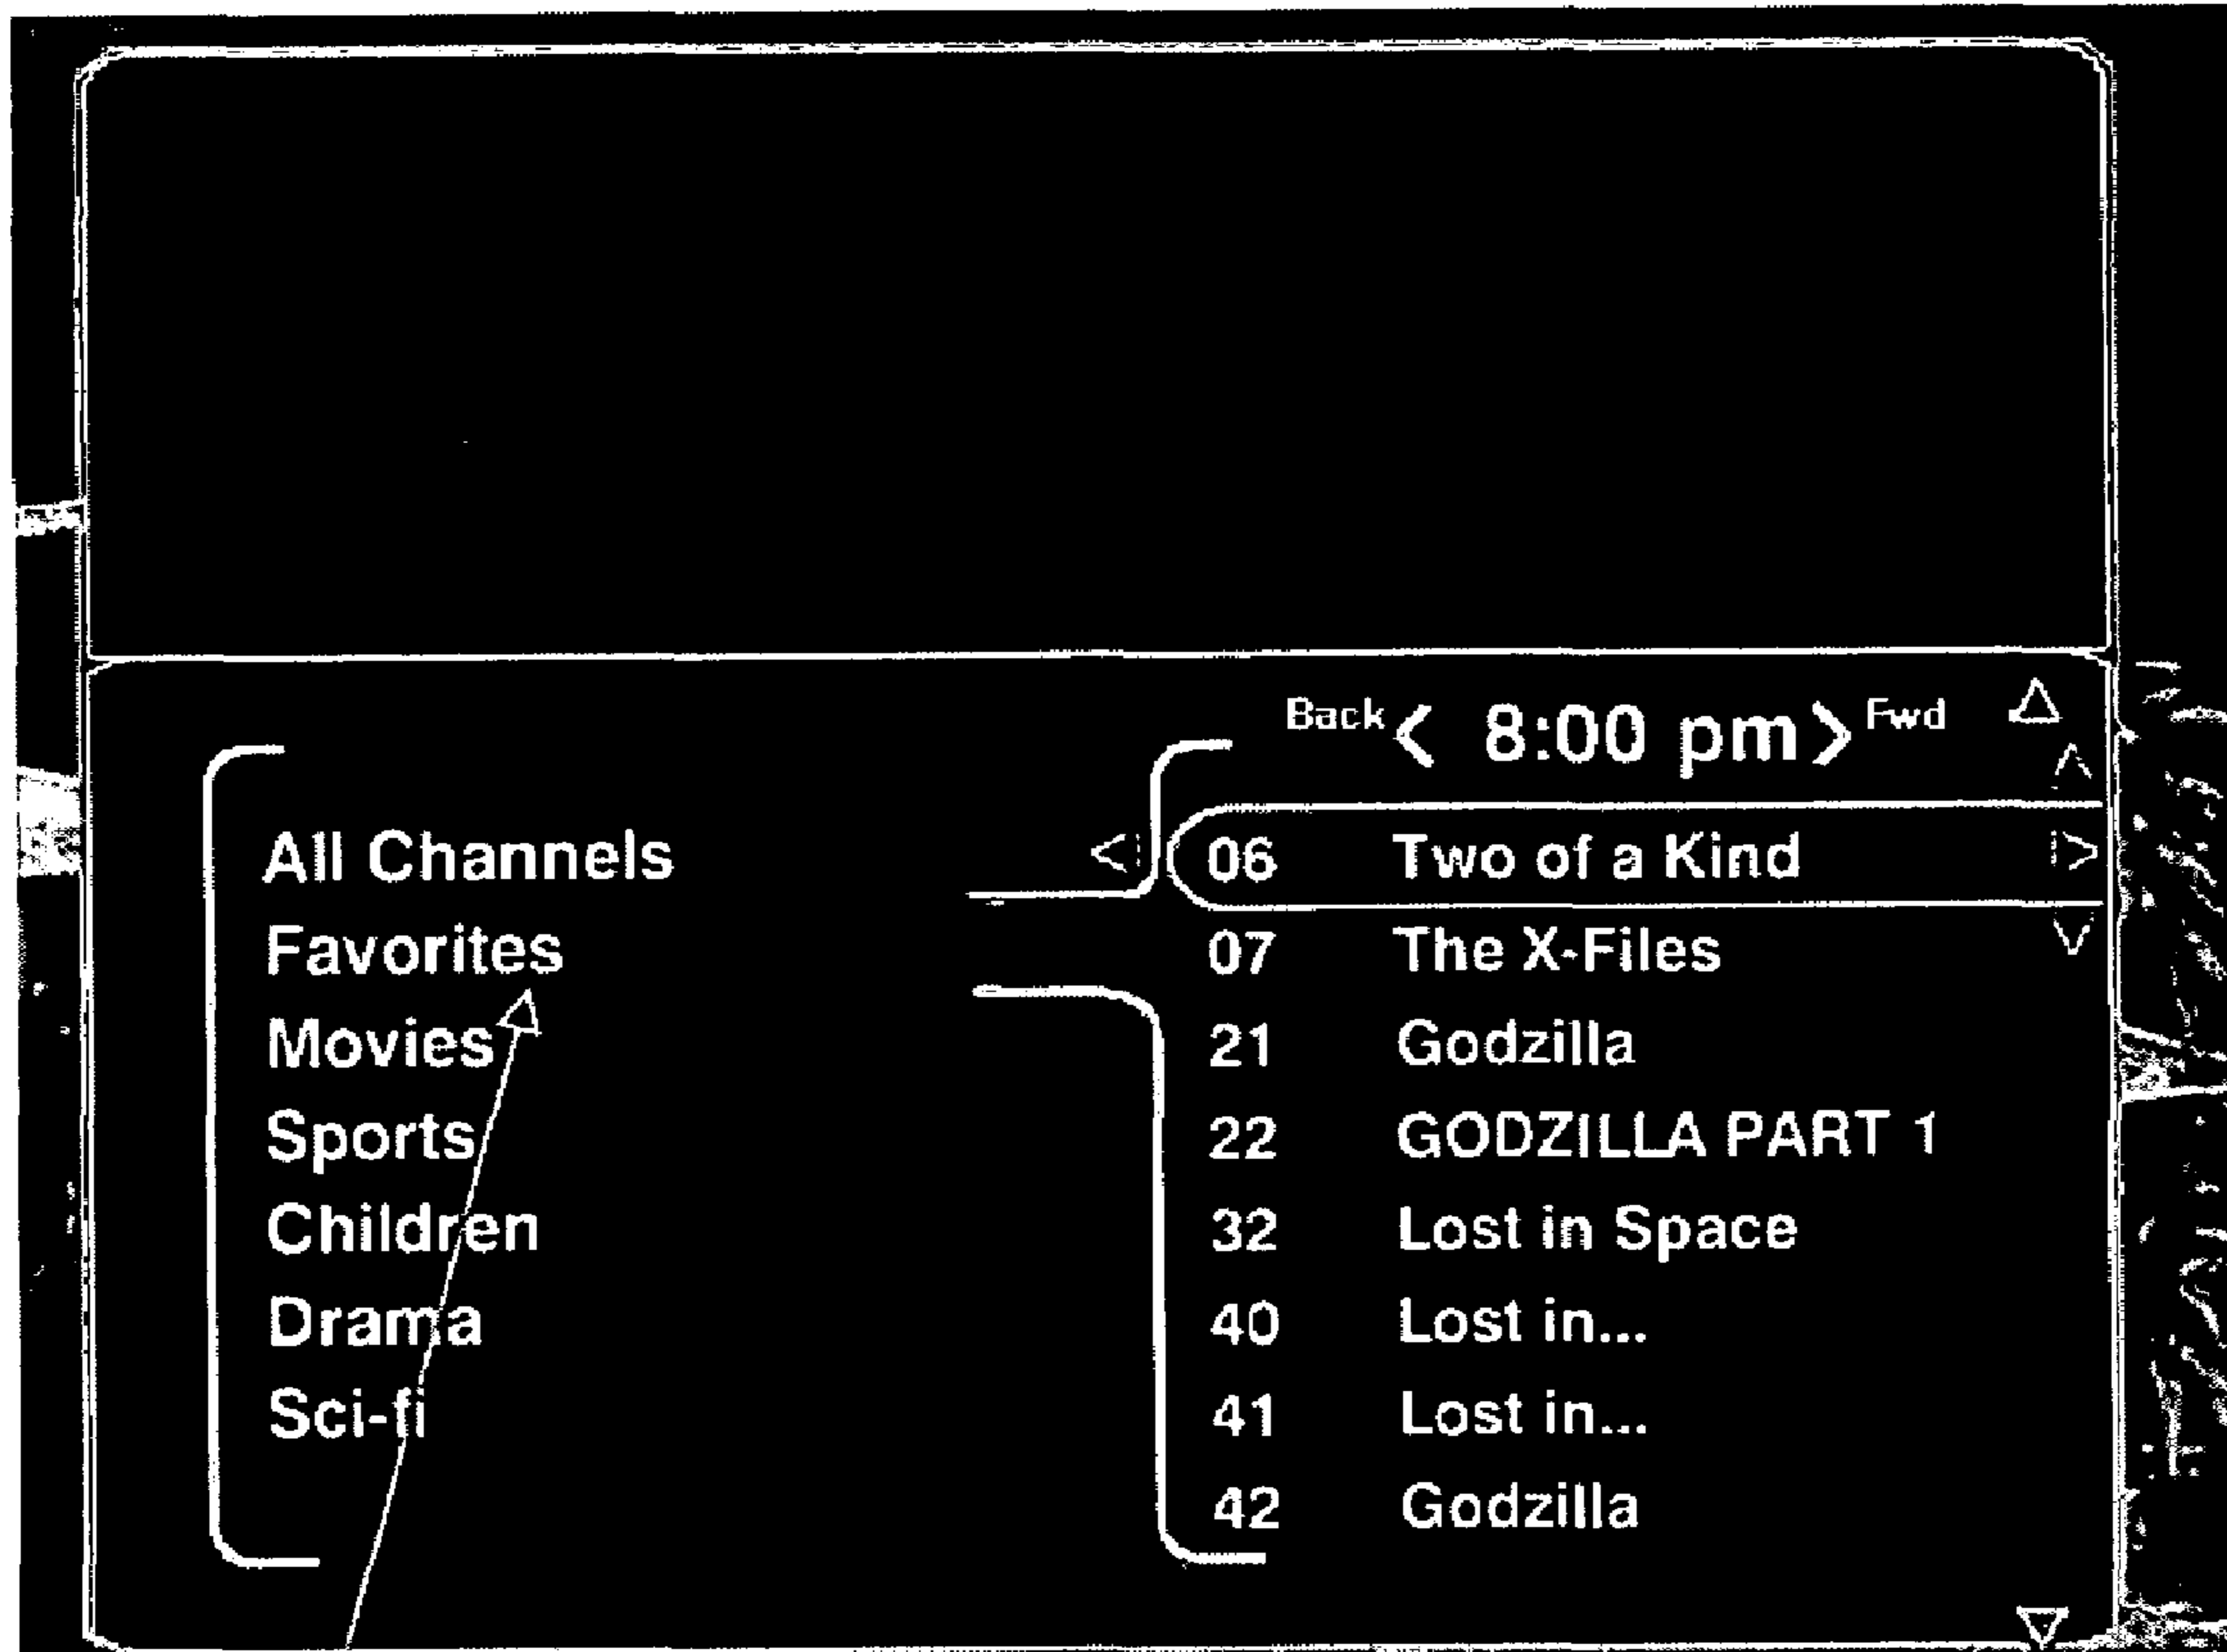 Back < 8:00 pm > Fwd
All Channels
Favorites
Movies
Sports
Children
Drama
Sci-fi
06 Two of a Kind
07 The X-Files
21 Godzilla
22 GODZILLA PART 1
32 Lost in Space
40 Lost in...
41 Lost in...
42 Godzilla